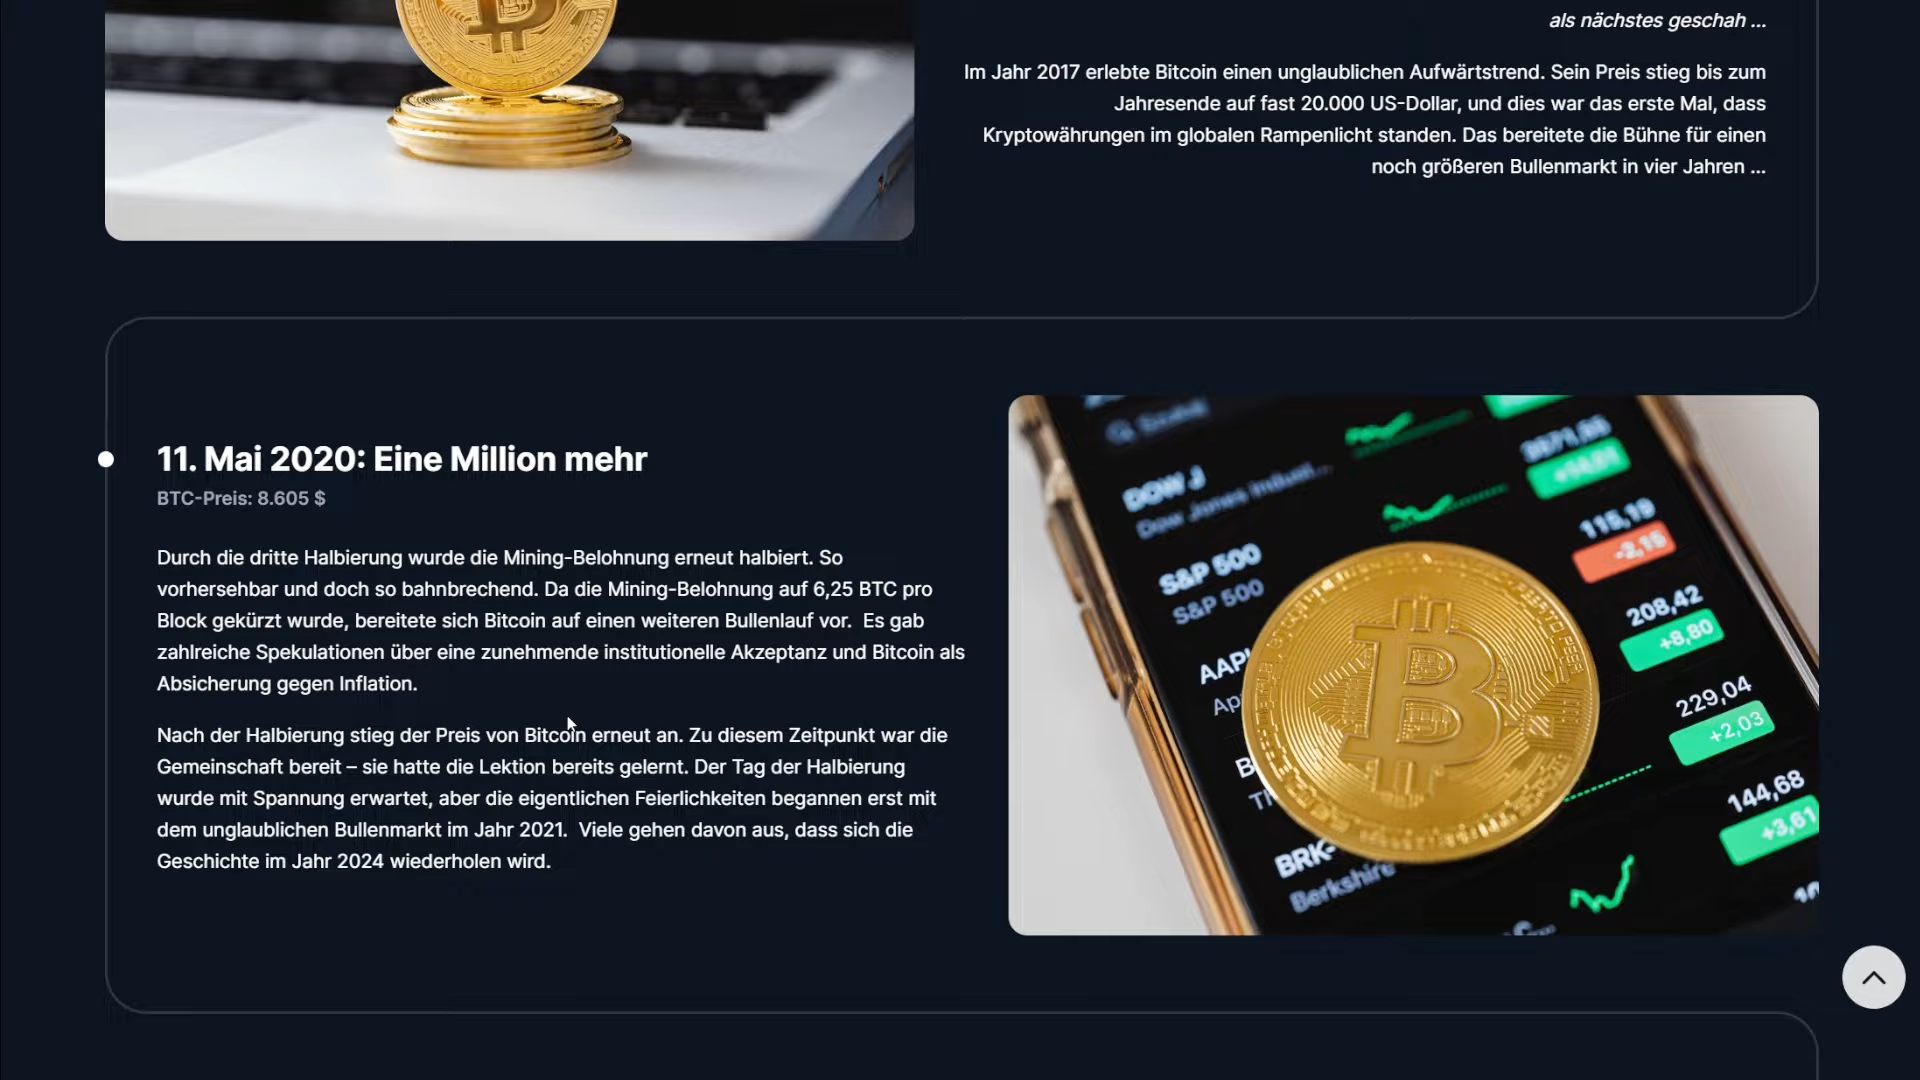 als nächstes geschah ...
Im Jahr 2017 erlebte Bitcoin einen unglaublichen Aufwärtstrend. Sein Preis stieg bis zum
Jahresende auf fast 20.000 US-Dollar, und dies war das erste Mal, dass
Kryptowährungen im globalen Rampenlicht standen. Das bereitete die Bühne für einen
noch größeren Bullenmarkt in vier Jahren ...
11. Mai 2020: Eine Million mehr
BTC-Preis: 8.605 $
Durch die dritte Halbierung wurde die Mining-Belohnung erneut halbiert. So
vorhersehbar und doch so bahnbrechend. Da die Mining-Belohnung auf 6,25 BTC pro
Block gekürzt wurde, bereitete sich Bitcoin auf einen weiteren Bullenlauf vor.  Es gab
zahlreiche Spekulationen über eine zunehmende institutionelle Akzeptanz und Bitcoin als
Absicherung gegen Inflation.
Nach der Halbierung stieg der Preis von Bitcoin erneut an. Zu diesem Zeitpunkt war die
Gemeinschaft bereit – sie hatte die Lektion bereits gelernt. Der Tag der Halbierung
wurde mit Spannung erwartet, aber die eigentlichen Feierlichkeiten begannen erst mit
dem unglaublichen Bullenmarkt im Jahr 2021.  Viele gehen davon aus, dass sich die
Geschichte im Jahr 2024 wiederholen wird.
DOW J
Dow Jones Indust...
S&P 500
S&P 500
115,19
-2,15
AAPL
208,42
+8,80
229,04
+2,03
144,68
+3,61
BRK-
Berkshire